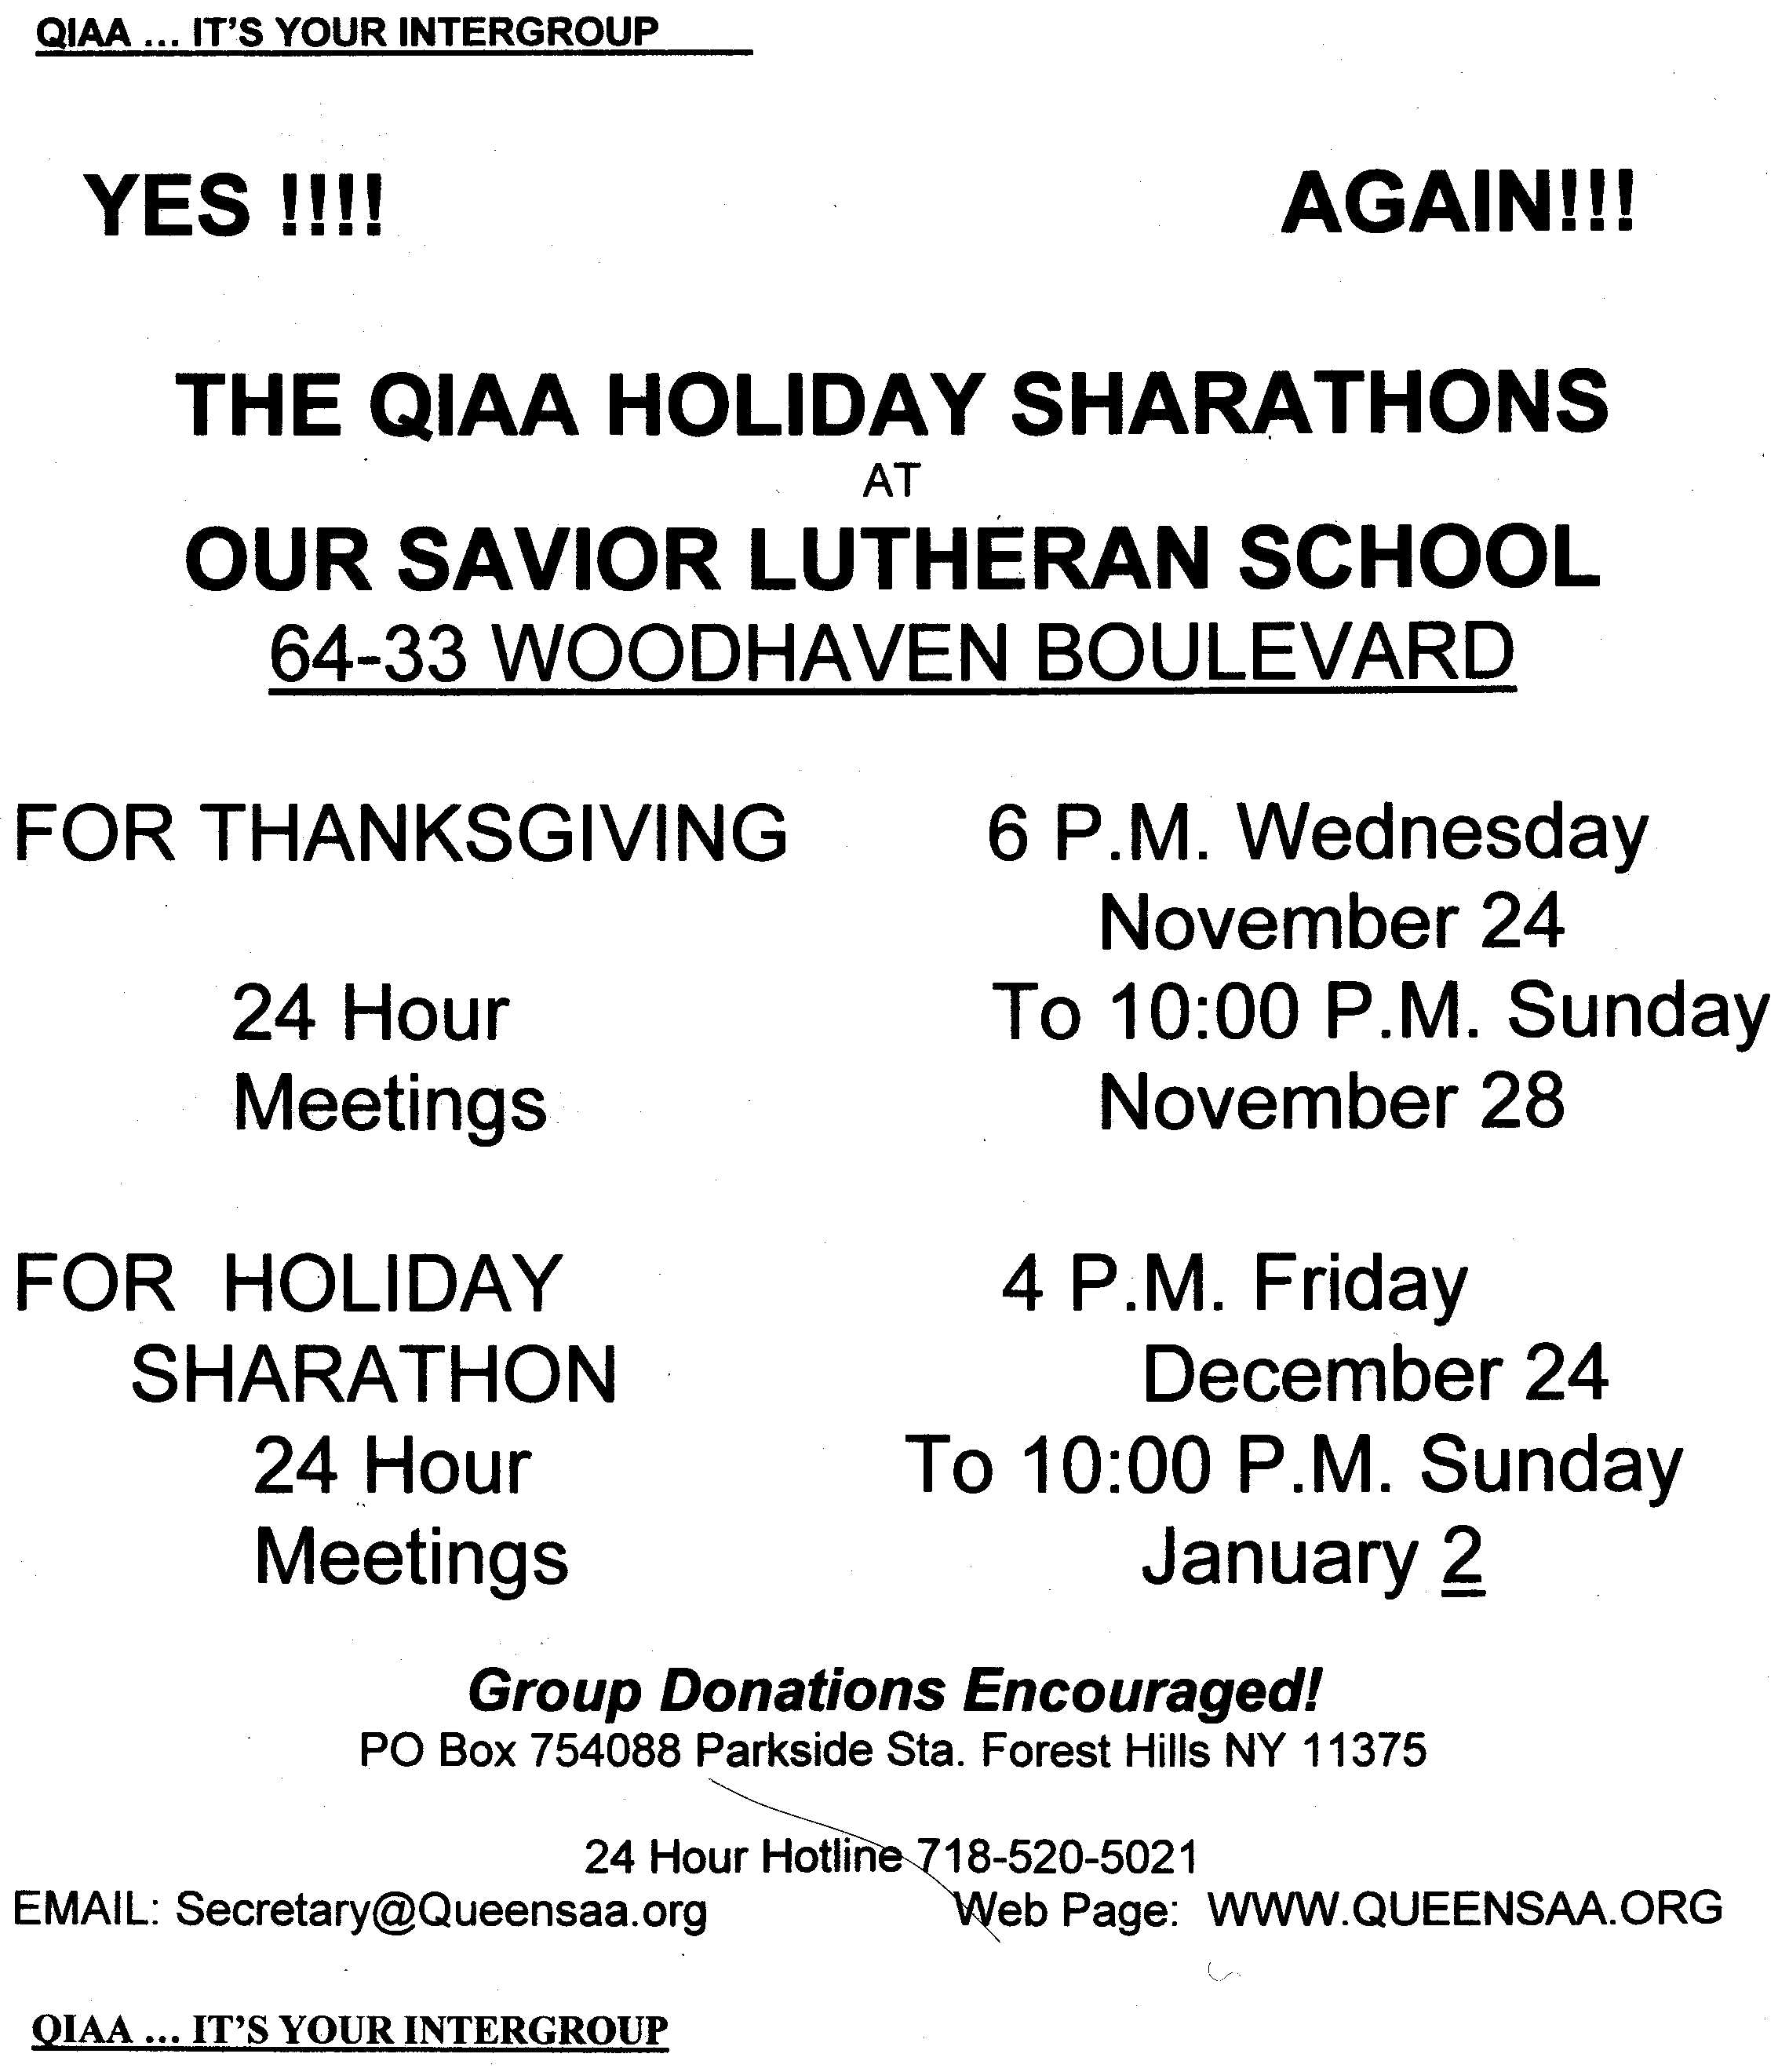 QIAA ... IT'S YOUR INTERGROUP
YES !!!! AGAIN!!!
THE QIAA HOLIDAY SHARATHONS
AT
OUR SAVIOR LUTHERAN SCHOOL
64-33 WOODHAVEN BOULEVARD
FOR THANKSGIVING 6 P.M. Wednesday
November 24
24 Hour To 10:00 P.M. Sunday
Meetings November 28
FOR HOLIDAY 4 P.M. Friday
SHARATHON December 24
24 Hour To 10:00 P.M. Sunday
Meetings January 2
Group Donations Encouraged!
PO Box 754088 Parkside Sta. Forest Hills NY 11375
24 Hour Hotline 718-520-5021
EMAIL: Secretary@Queensaa.org Web Page: WWW.QUEENSAA.ORG
QIAA ... IT'S YOUR INTERGROUP